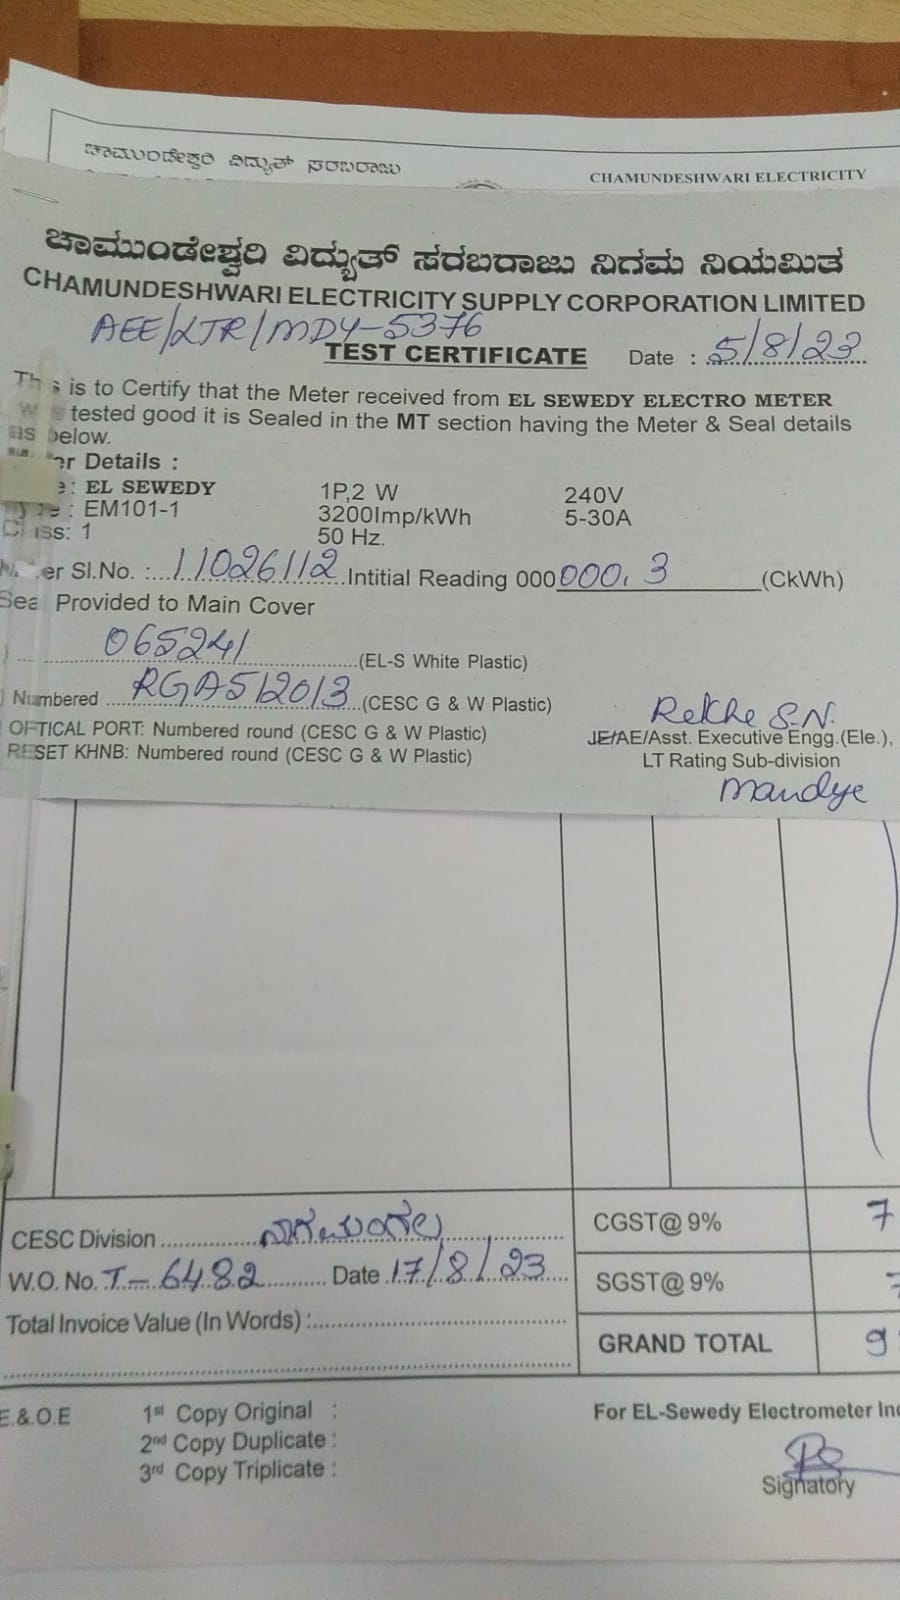 ಚಾಮುಂಡೇಶ್ವರಿ ವಿದ್ಯುತ್ ಸರಬರಾಜು
CHAMUNDESHWARI ELECTRICITY
ಚಾಮುಂಡೇಶ್ವರಿ ವಿದ್ಯುತ್ ಸರಬರಾಜು ನಿಗಮ ನಿಯಮಿತ
CHAMUNDESHWARI ELECTRICITY SUPPLY CORPORATION LIMITED
AEE/LTR/MDY-5376
TEST CERTIFICATE Date : 5/8/23
is to Certify that the Meter received from EL SEWEDY ELECTRO METER
tested good it is Sealed in the MT section having the Meter & Seal details
as below.
Details :
: EL SEWEDY 1P,2 W 240V
: EM101-1 3200Imp/kWh 5-30A
Class: 1 50 Hz.
Sl.No. : 11026112 Intitial Reading 000 000.3 (CkWh)
Seal Provided to Main Cover
) 065241 (EL-S White Plastic)
) Numbered RGA512013 (CESC G & W Plastic)
OPTICAL PORT: Numbered round (CESC G & W Plastic)
RESET KHNB: Numbered round (CESC G & W Plastic)
Rekhe S.N.
JE/AE/Asst. Executive Engg.(Ele.),
LT Rating Sub-division
Mandye
CESC Division ನಾಗಮಂಗಲ CGST@ 9% 7
W.O. No. T-6482 Date 17/8/23 SGST@ 9%
Total Invoice Value (In Words) :
GRAND TOTAL 9
E.&.O.E 1st Copy Original : For EL-Sewedy Electrometer
2nd Copy Duplicate :
3rd Copy Triplicate :
Signatory